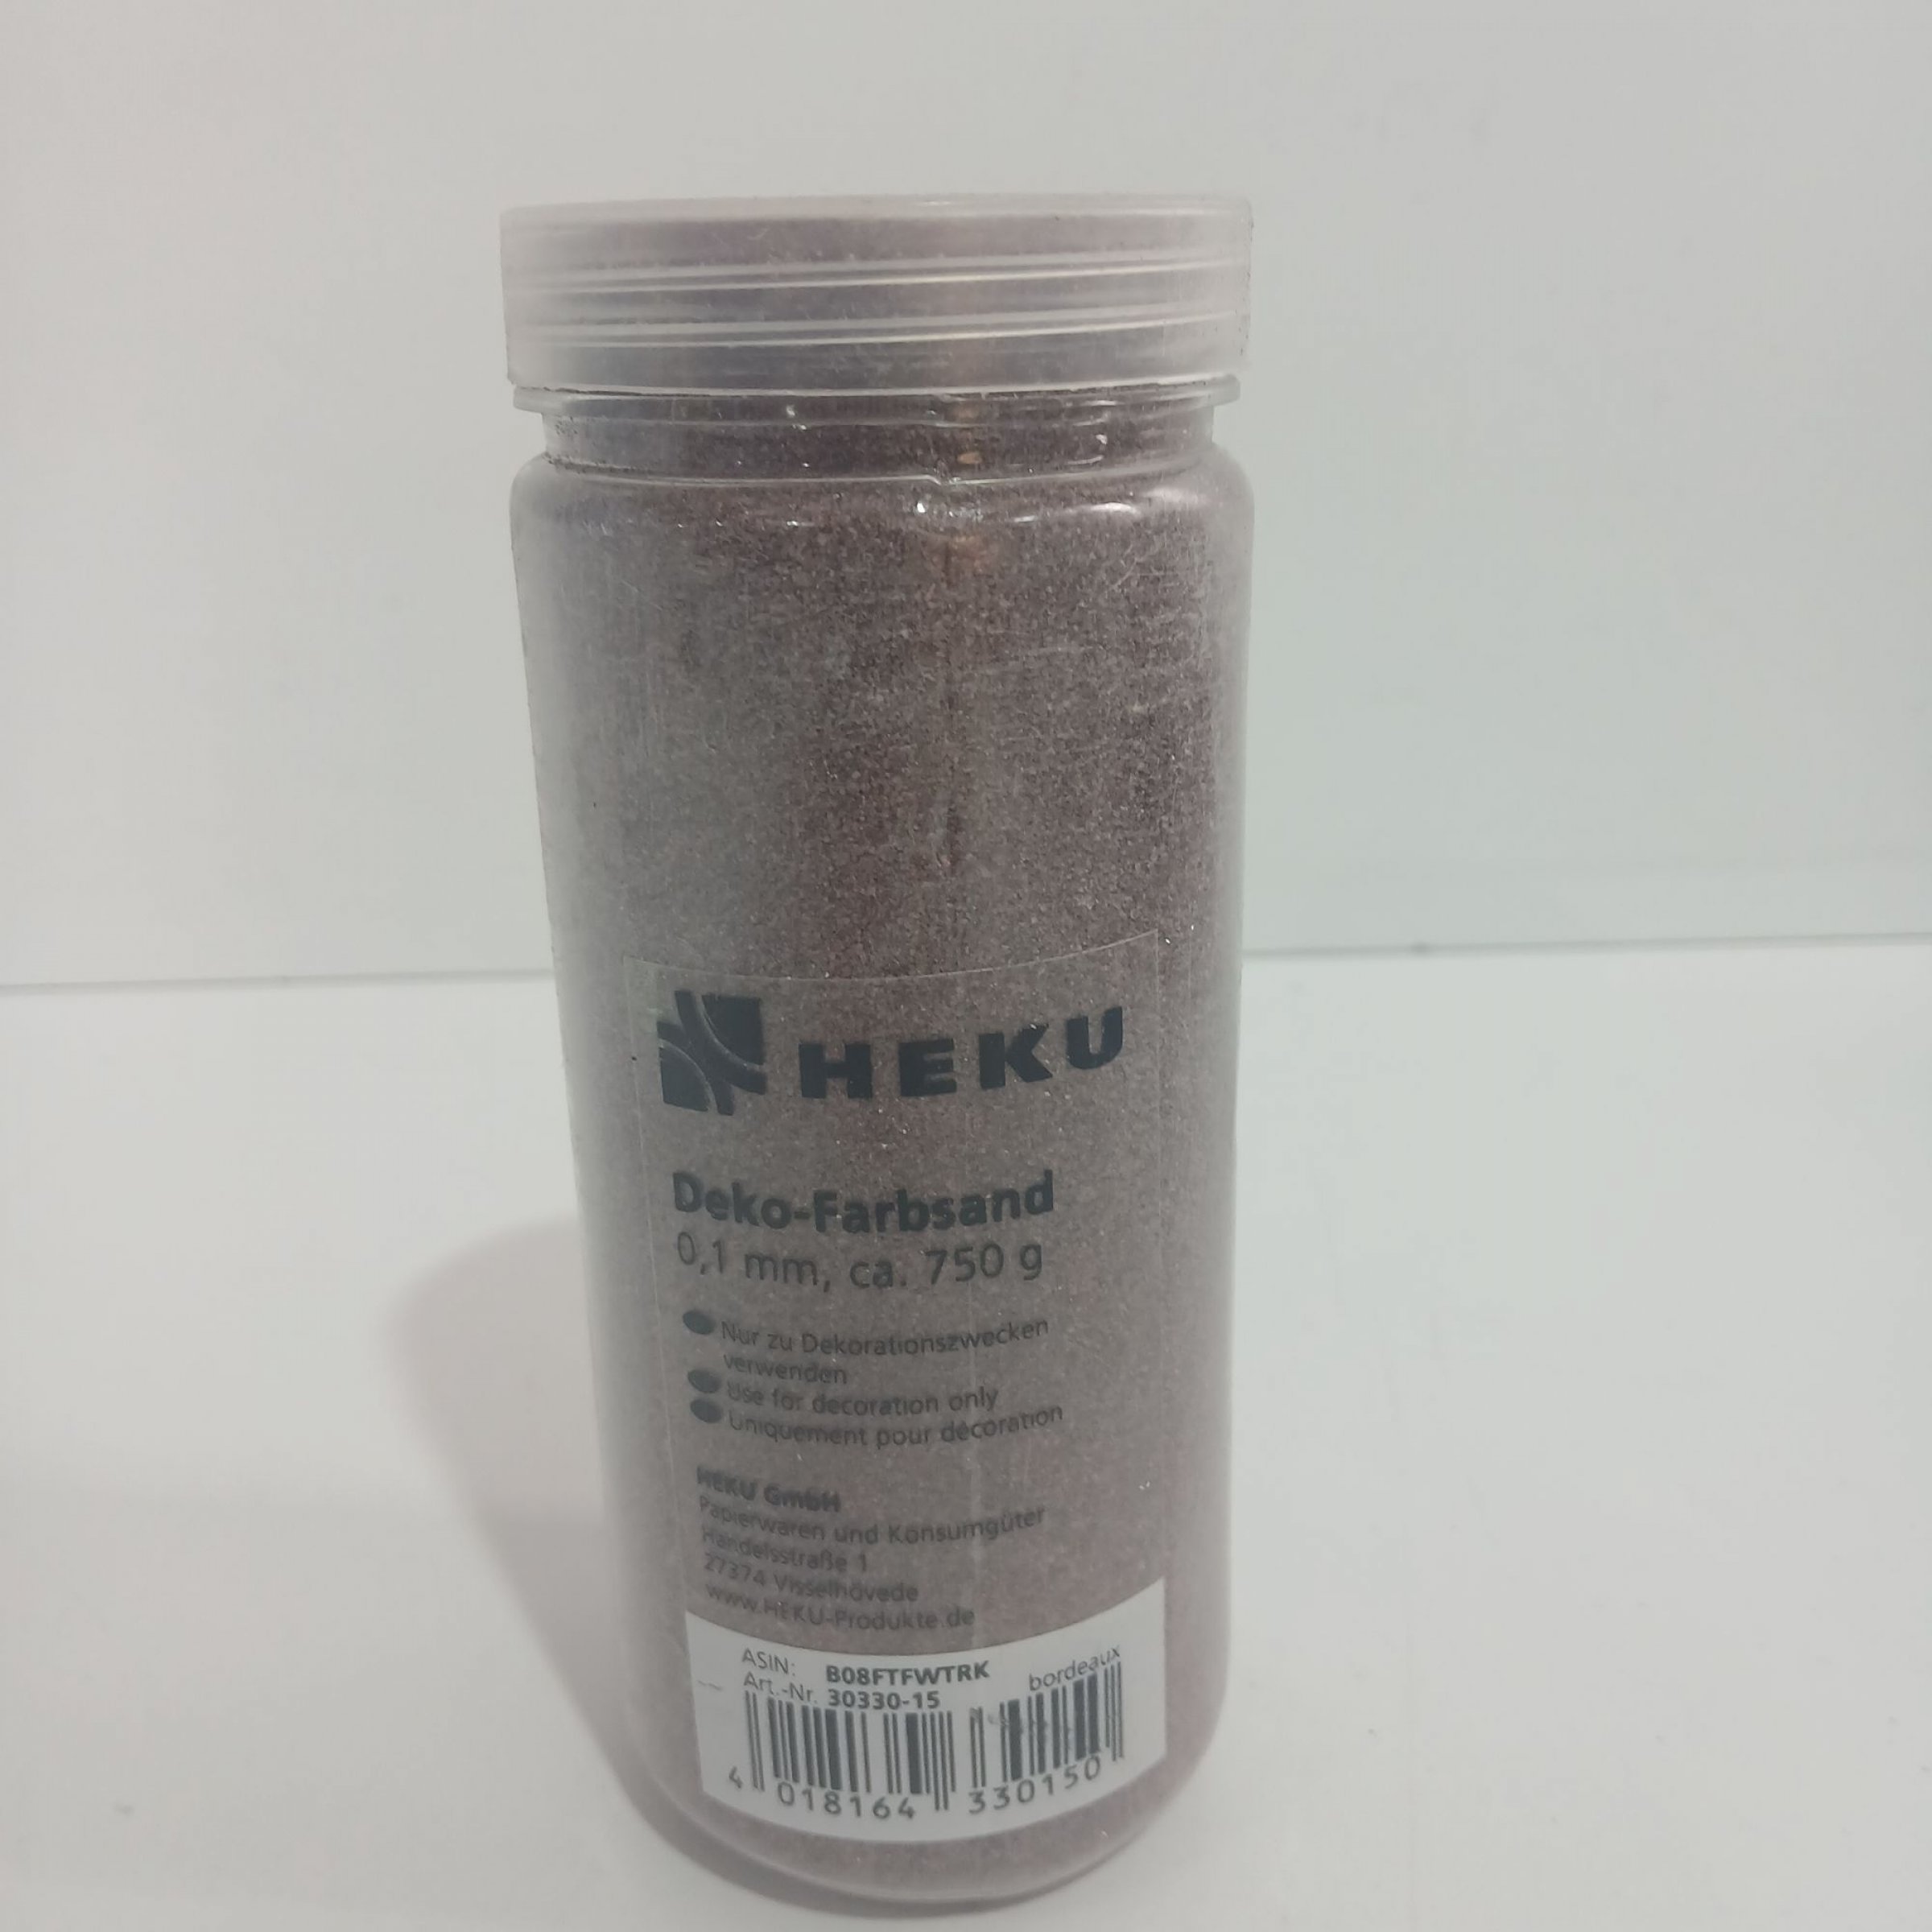 HEKU
Deko-Farbsand
0,1 mm, ca. 750 g
Nur zu Dekorationszwecken
verwenden
Use for decoration only
Uniquement pour décoration
HEKU GmbH
Papierwaren und Konsumgüter
Handelsstraße 1
27374 Visselhövede
www.HEKU-Produkte.de
ASIN: B08FTFWTRK
Art.-Nr. 30330-15 bordeaux
4 018164 330150